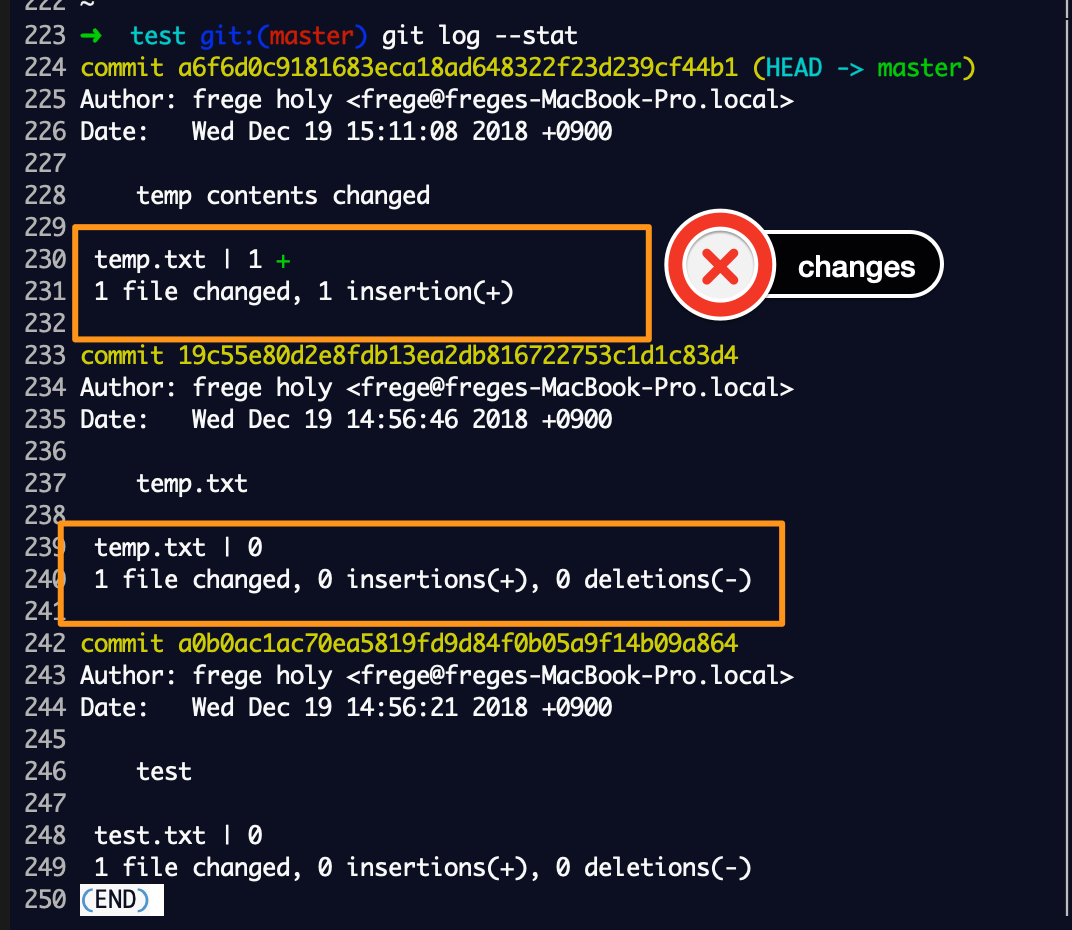 222 ~
223 ➜  test git:(master) git log --stat
224 commit a6f6d0c9181683eca18ad648322f23d239cf44b1 (HEAD -> master)
225 Author: frege holy <frege@freges-MacBook-Pro.local>
226 Date:   Wed Dec 19 15:11:08 2018 +0900
227
228     temp contents changed
229
230  temp.txt | 1 +
changes
231  1 file changed, 1 insertion(+)
232
233 commit 19c55e80d2e8fdb13ea2db816722753c1d1c83d4
234 Author: frege holy <frege@freges-MacBook-Pro.local>
235 Date:   Wed Dec 19 14:56:46 2018 +0900
236
237     temp.txt
238
239  temp.txt | 0
240  1 file changed, 0 insertions(+), 0 deletions(-)
241
242 commit a0b0ac1ac70ea5819fd9d84f0b05a9f14b09a864
243 Author: frege holy <frege@freges-MacBook-Pro.local>
244 Date:   Wed Dec 19 14:56:21 2018 +0900
245
246     test
247
248  test.txt | 0
249  1 file changed, 0 insertions(+), 0 deletions(-)
250 (END)